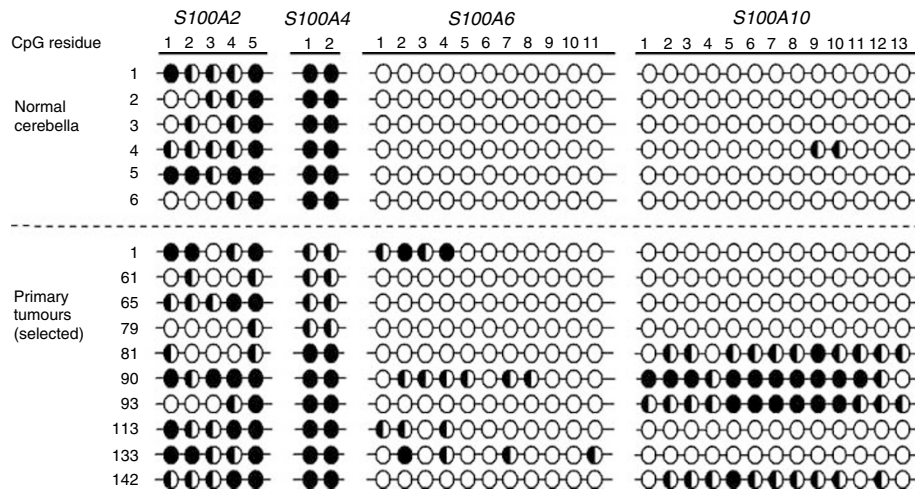 S100A2 S100A4 S100A6 S100A10
CpG residue 1 2 3 4 5 1 2 1 2 3 4 5 6 7 8 9 10 11 1 2 3 4 5 6 7 8 9 10 11 12 13
1
2
Normal
cerebella
3
4
5
6
1
61
65
Primary
tumours
(selected)
79
81
90
93
113
133
142